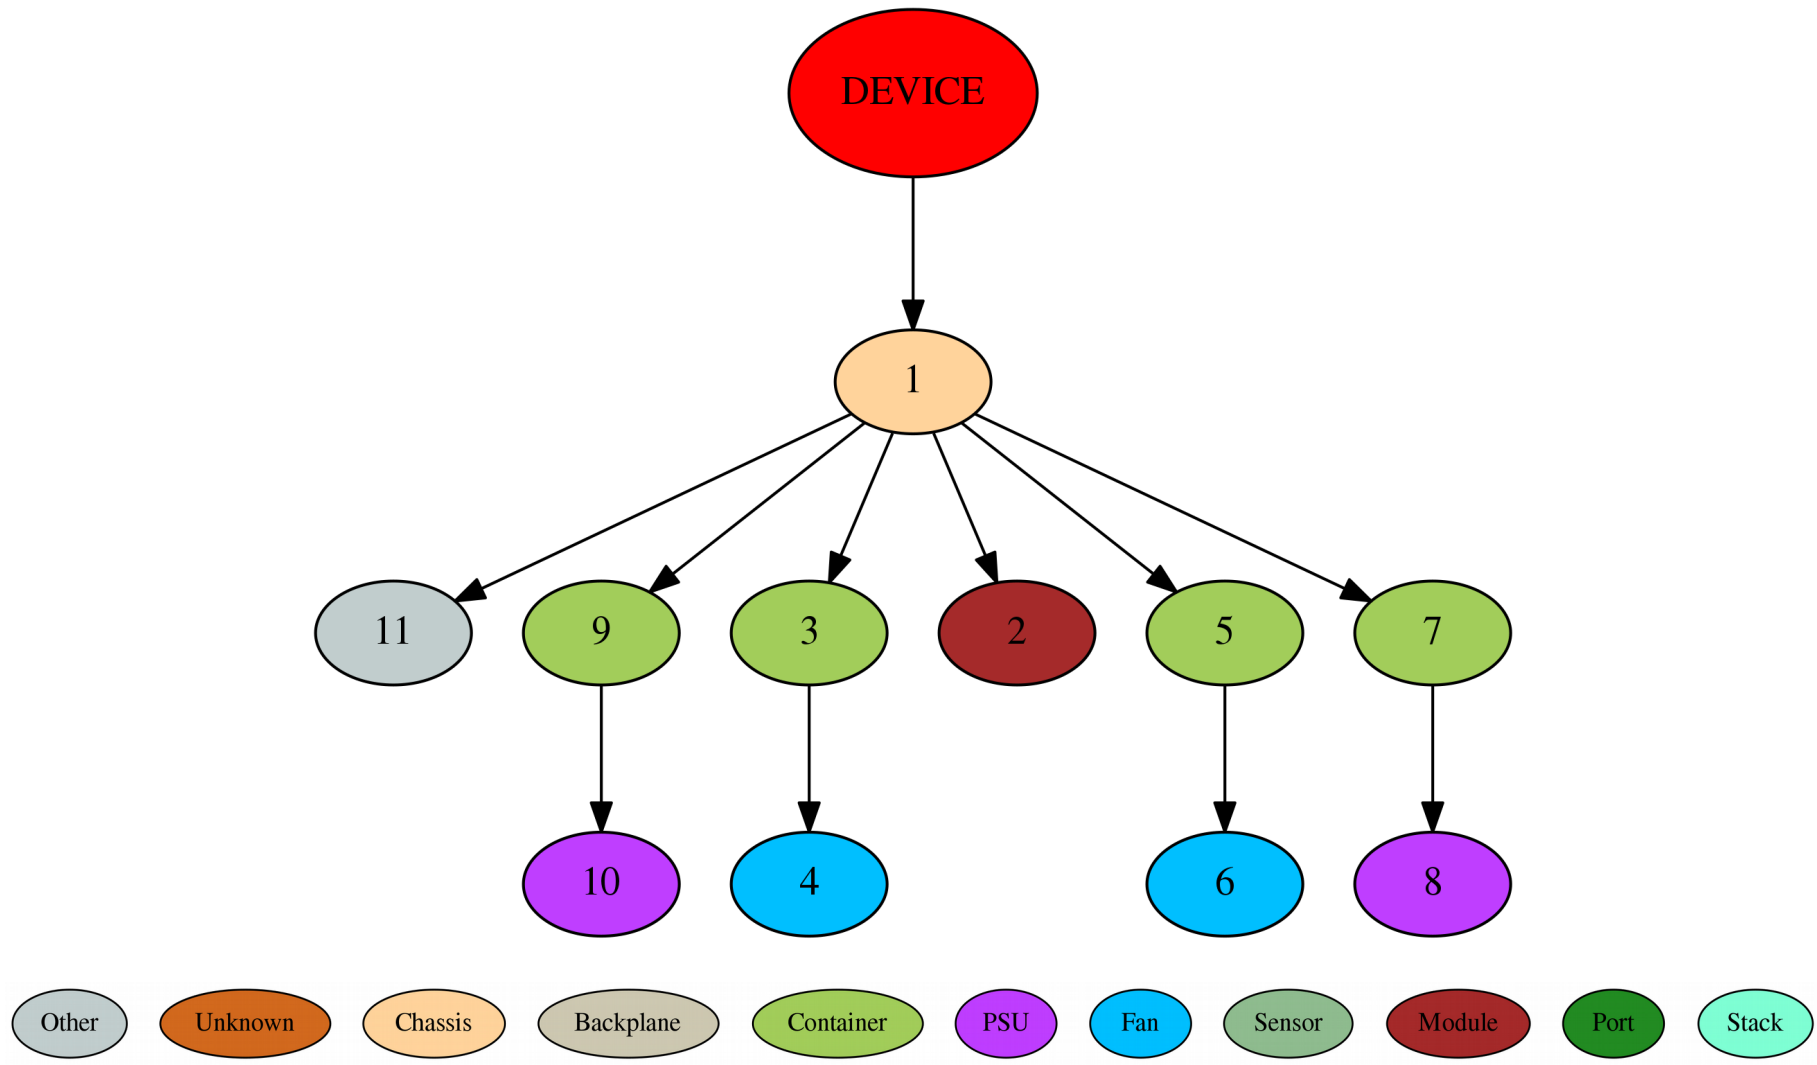 DEVICE
1
11
9
3
2
5
7
10
4
6
8
Other
Unknown
Chassis
Backplane
Container
PSU
Fan
Sensor
Module
Port
Stack